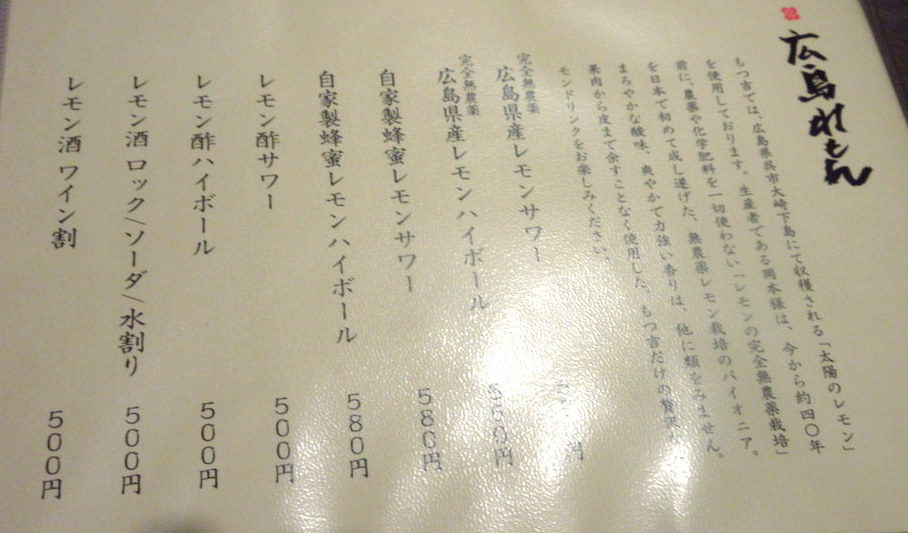 広島れもん
もつ吉では、広島県呉市大崎下島にて収穫される「太陽のレモン」
を使用しております。生産者である岡本様は、今から約四〇年
前に、農薬や化学肥料を一切使わない「レモンの完全無農薬栽培」
を日本で初めて成し遂げた、無農薬レモン栽培のパイオニア。
まろやかな酸味、爽やかで力強い香りは、他に類をみません。
果肉から皮まで余すことなく使用した、もつ吉だけの贅沢
モンドリンクをお楽しみください。
完全無農薬
広島県産レモンサワー 円
完全無農薬
広島県産レモンハイボール 円
自家製蜂蜜レモンサワー 580円
自家製蜂蜜レモンハイボール 580円
レモン酢サワー 500円
レモン酢ハイボール 500円
レモン酒 ロック/ソーダ/水割り 500円
レモン酒 ワイン割 500円